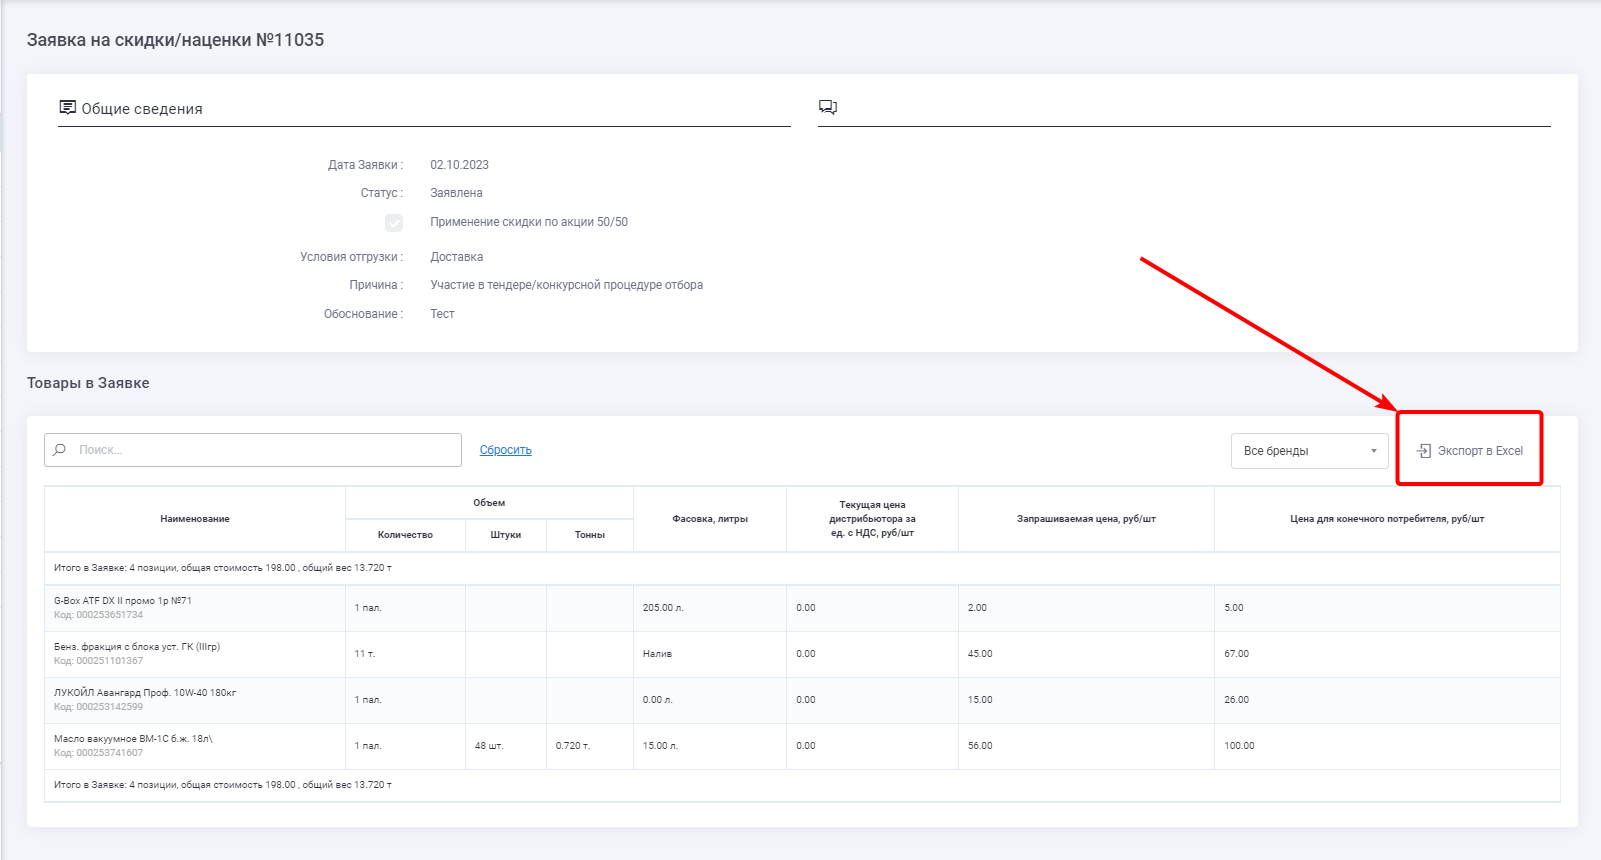 Заявка на скидки/наценки №11035
Общие сведения
Дата Заявки : 02.10.2023
Статус : Заявлена
Применение скидки по акции 50/50
Условия отгрузки : Доставка
Причина : Участие в тендере/конкурсной процедуре отбора
Обоснование : Тест
Товары в Заявке
Поиск... Сбросить Все бренды Экспорт в Excel
Наименование Объем Фасовка, литры Текущая цена дистрибьютора за ед. с НДС, руб/шт Запрашиваемая цена, руб/шт Цена для конечного потребителя, руб/шт
Количество Штуки Тонны
Итого в Заявке: 4 позиции, общая стоимость 198.00 , общий вес 13.720 т
G-Box ATF DX II промо 1р №71
Код: 000253651734
1 пал. 205.00 л. 0.00 2.00 5.00
Бенз. фракция с блока уст. ГК (IIIгр)
Код: 000251101367
11 т. Налив 0.00 45.00 67.00
ЛУКОЙЛ Авангард Проф. 10W-40 180кг
Код: 000253142599
1 пал. 0.00 л. 0.00 15.00 26.00
Масло вакуумное ВМ-1С б.ж. 18л\
Код: 000253741607
1 пал. 48 шт. 0.720 т. 15.00 л. 0.00 56.00 100.00
Итого в Заявке: 4 позиции, общая стоимость 198.00 , общий вес 13.720 т